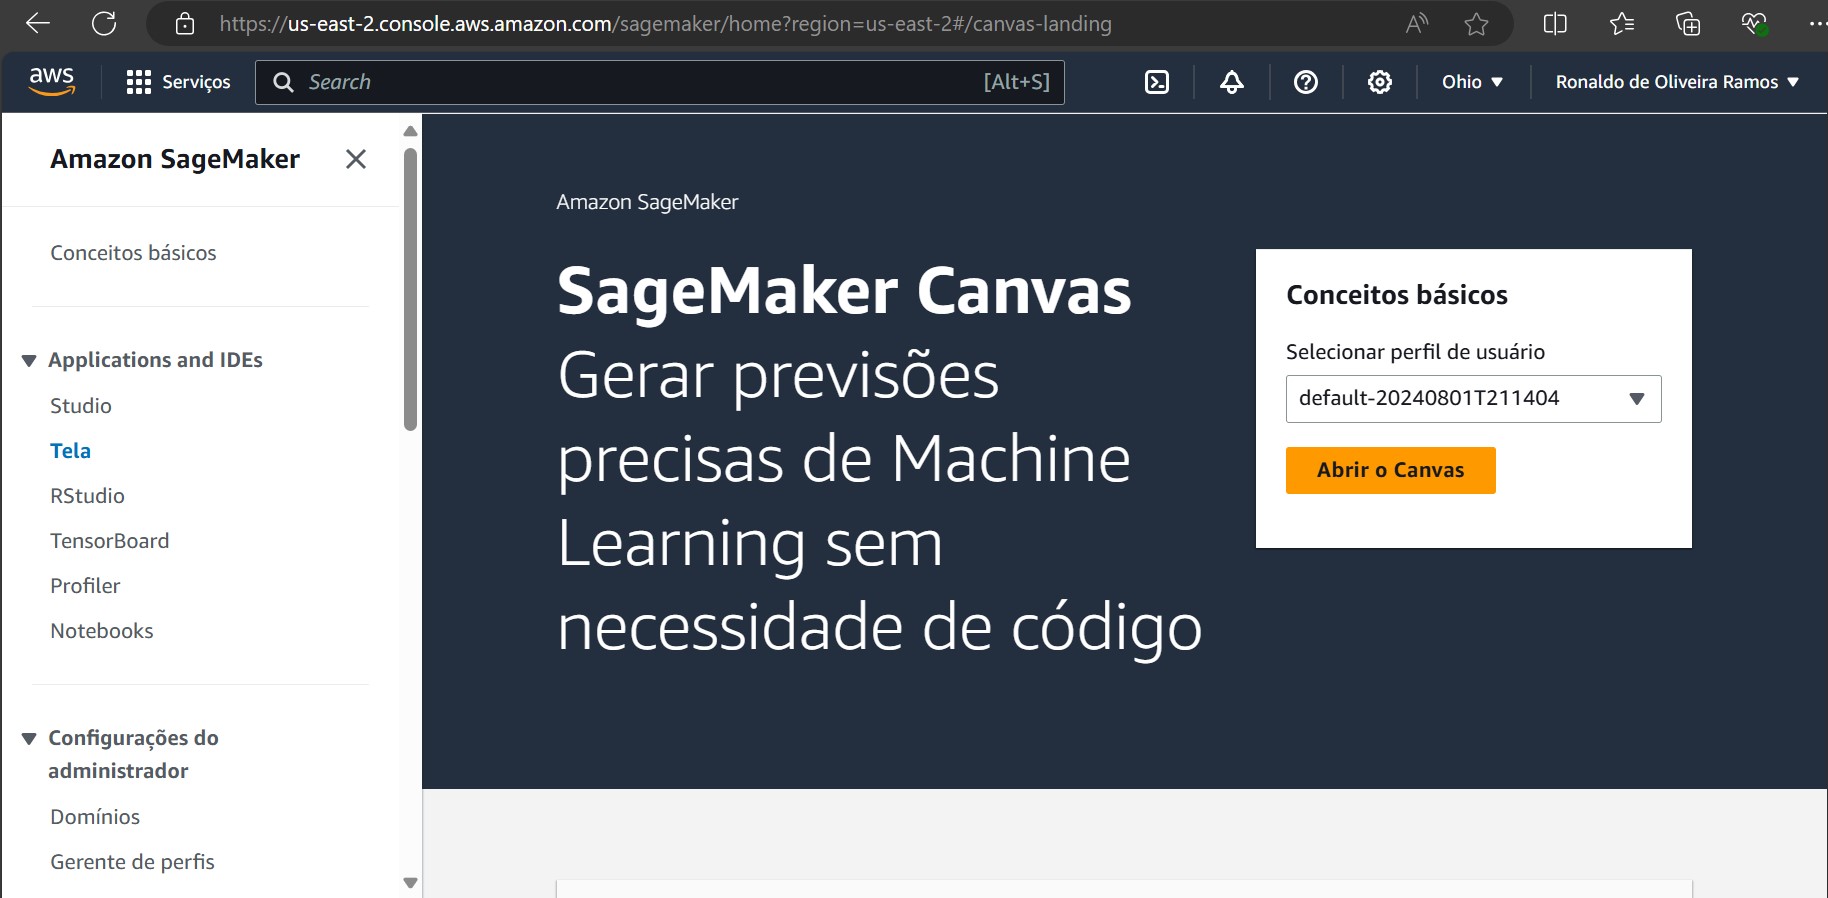 https://us-east-2.console.aws.amazon.com/sagemaker/home?region=us-east-2#/canvas-landing
aws
Serviços
Search
[Alt+S]
Ohio
Ronaldo de Oliveira Ramos
Amazon SageMaker
Conceitos básicos
Applications and IDEs
Studio
Tela
RStudio
TensorBoard
Profiler
Notebooks
Configurações do
administrador
Domínios
Gerente de perfis
Amazon SageMaker
SageMaker Canvas
Gerar previsões
precisas de Machine
Learning sem
necessidade de código
Conceitos básicos
Selecionar perfil de usuário
default-20240801T211404
Abrir o Canvas